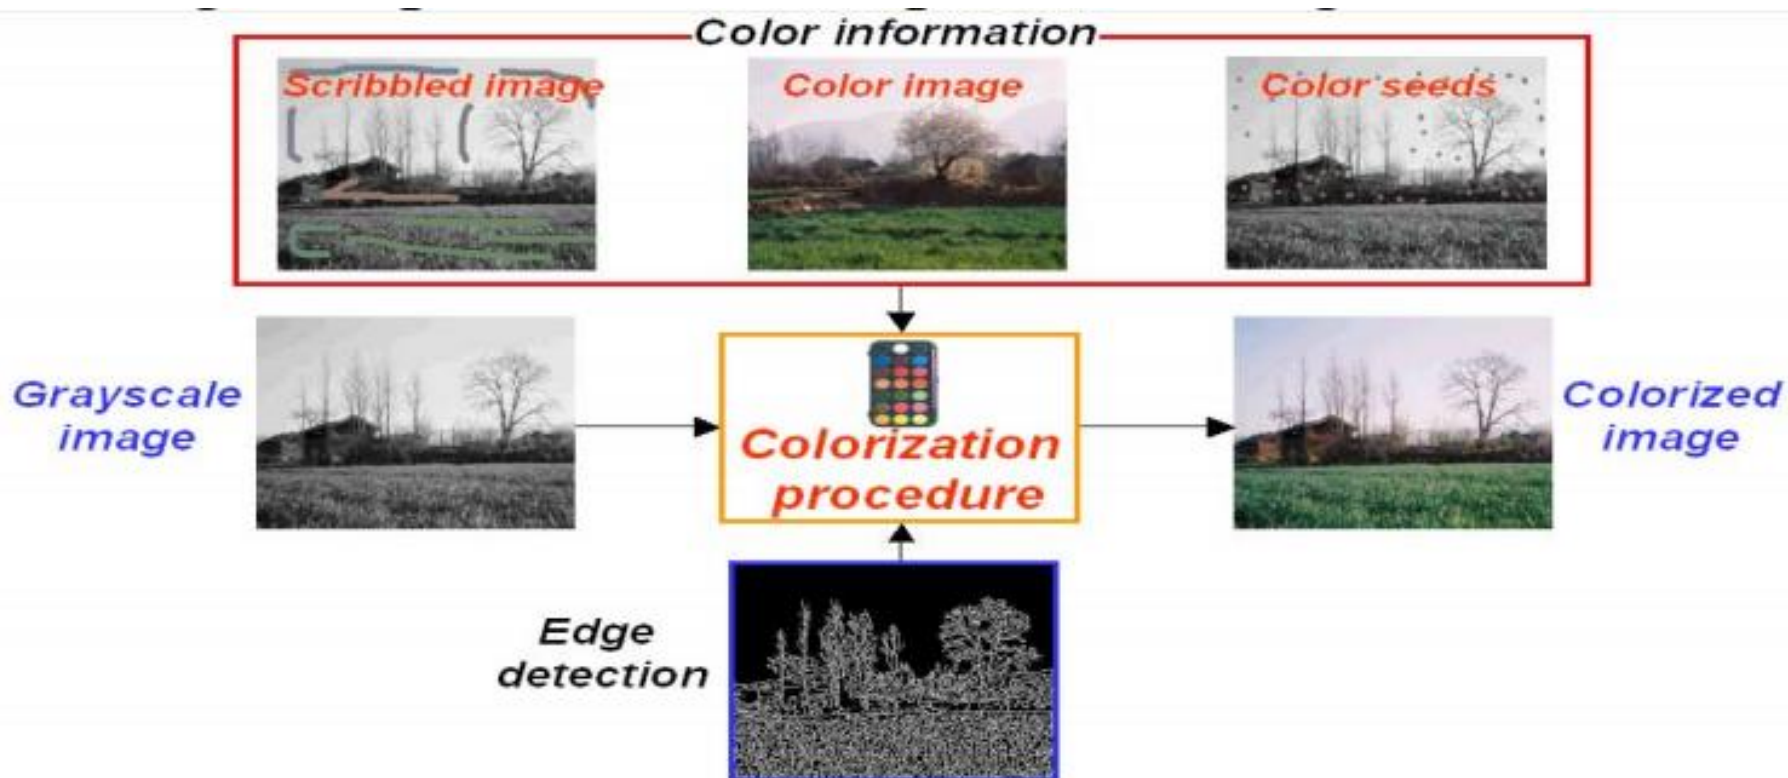 Color information
Scribbled image
Color image
Color seeds
Grayscale
image
Colorization
procedure
Colorized
image
Edge
detection